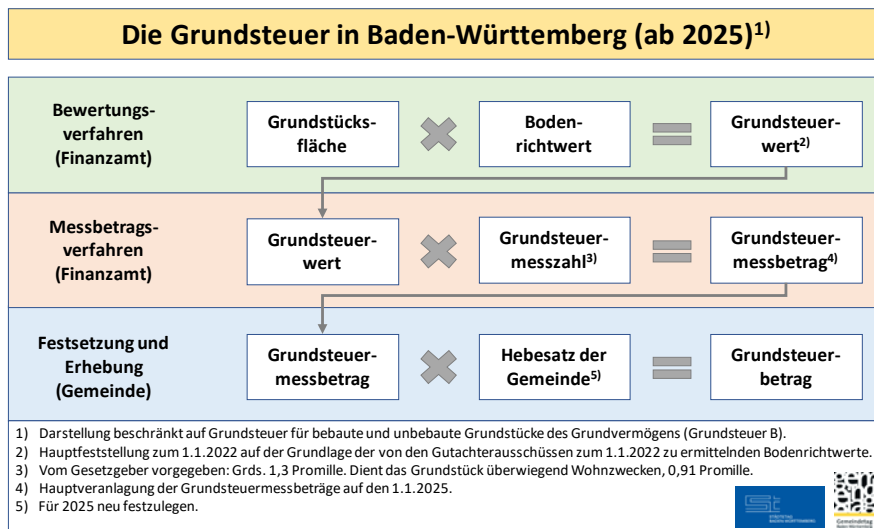 Die Grundsteuer in Baden-Württemberg (ab 2025)1)
Bewertungs-
verfahren
(Finanzamt)
Grundstücks-
fläche
Boden-
richtwert
Grundsteuer-
wert2)
Messbetrags-
verfahren
(Finanzamt)
Grundsteuer-
wert
Grundsteuer-
messzahl3)
Grundsteuer-
messbetrag4)
Festsetzung und
Erhebung
(Gemeinde)
Grundsteuer-
messbetrag
Hebesatz der
Gemeinde5)
Grundsteuer-
betrag
1) Darstellung beschränkt auf Grundsteuer für bebaute und unbebaute Grundstücke des Grundvermögens (Grundsteuer B).
2) Hauptfeststellung zum 1.1.2022 auf der Grundlage der von den Gutachterausschüssen zum 1.1.2022 zu ermittelnden Bodenrichtwerte.
3) Vom Gesetzgeber vorgegeben: Grds. 1,3 Promille. Dient das Grundstück überwiegend Wohnzwecken, 0,91 Promille.
4) Hauptveranlagung der Grundsteuermessbeträge auf den 1.1.2025.
5) Für 2025 neu festzulegen.
STÄDTETAG
BADEN-WÜRTTEMBERG
Gemeindetag
Baden-Württemberg